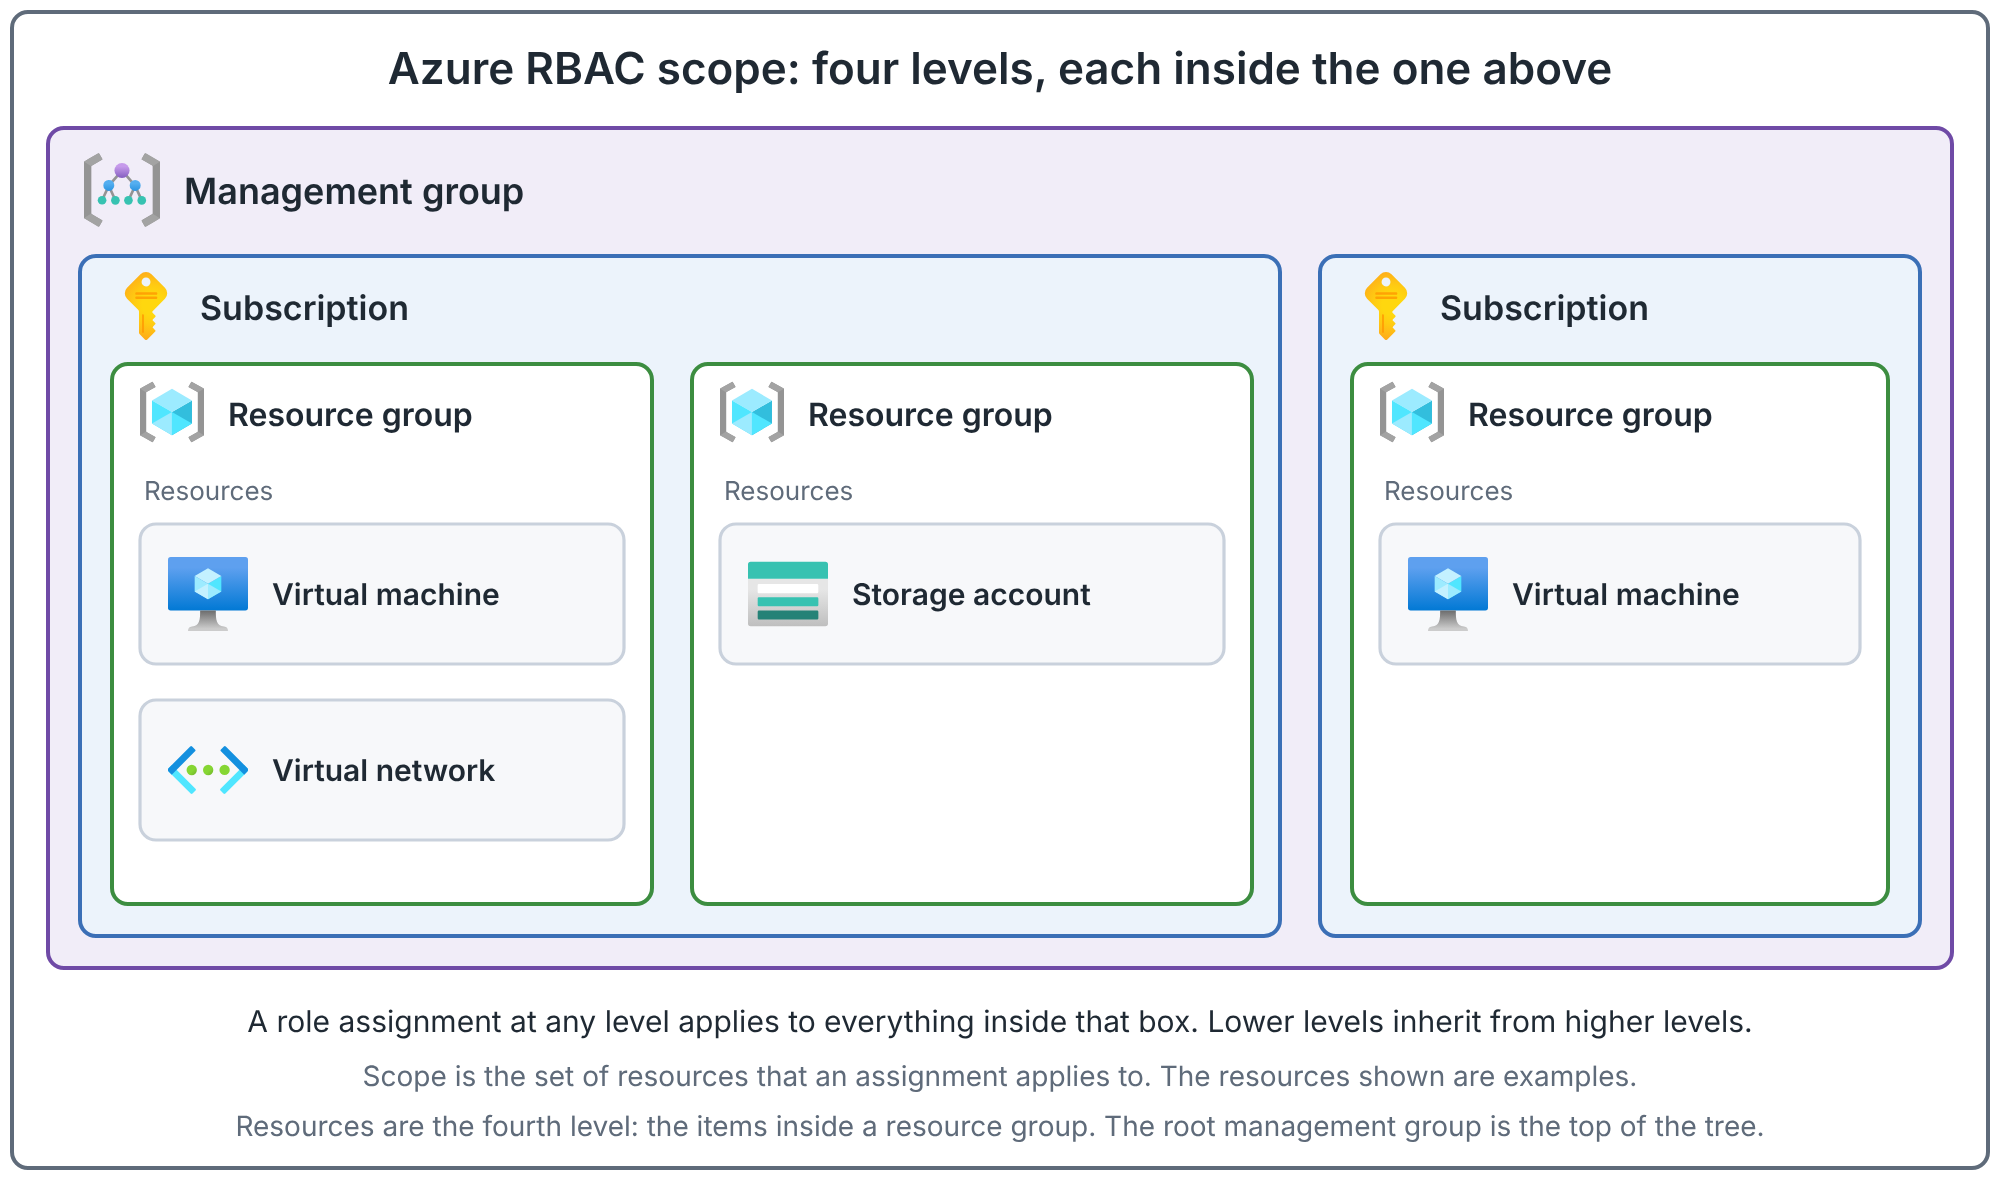 Azure RBAC scope: four levels, each inside the one above
Management group
Subscription
Resource group
Resources
Virtual machine
Virtual network
Resource group
Resources
Storage account
Subscription
Resource group
Resources
Virtual machine
A role assignment at any level applies to everything inside that box. Lower levels inherit from higher levels.
Scope is the set of resources that an assignment applies to. The resources shown are examples.
Resources are the fourth level: the items inside a resource group. The root management group is the top of the tree.